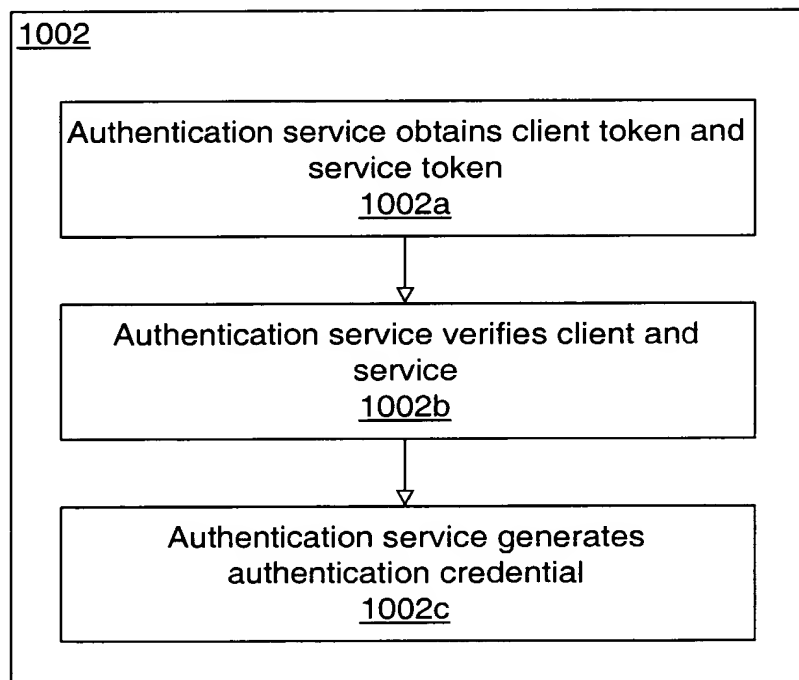 1002
Authentication service obtains client token and
service token
1002a
Authentication service verifies client and
service
1002b
Authentication service generates
authentication credential
1002c